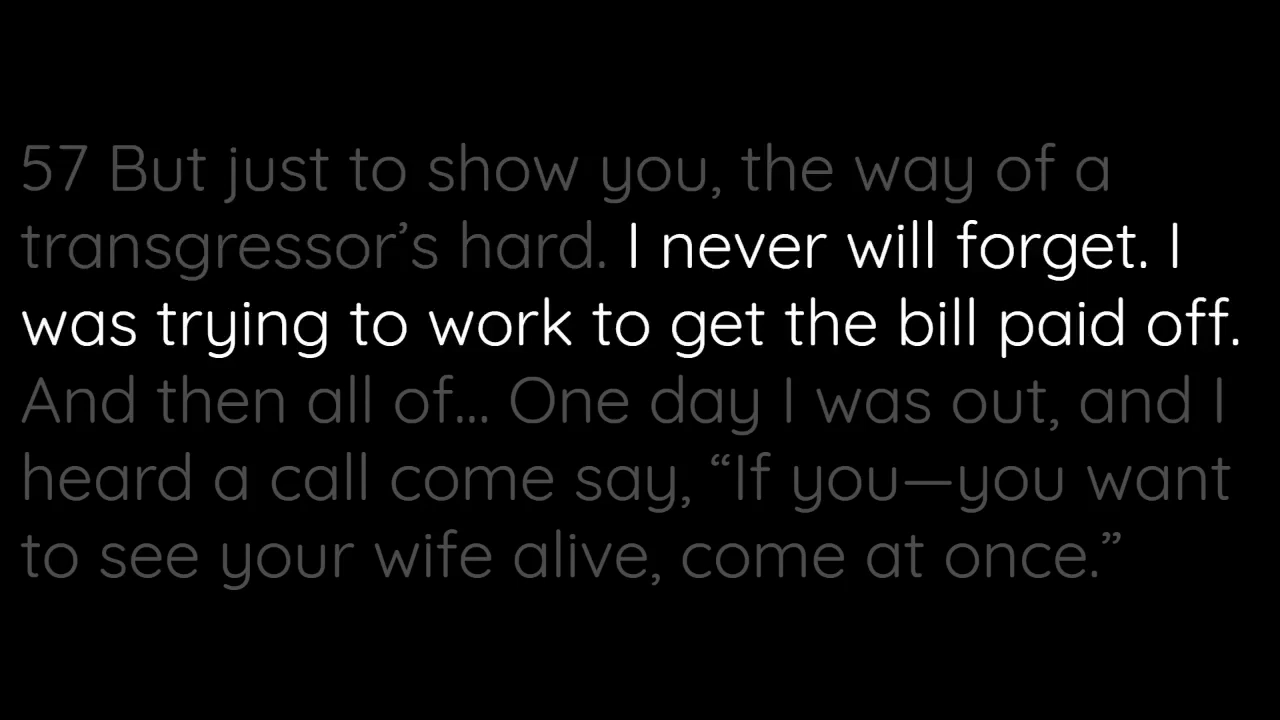 57 But just to show you, the way of a
transgressor’s hard. I never will forget. I
was trying to work to get the bill paid off.
And then all of... One day I was out, and I
heard a call come say, “If you—you want
to see your wife alive, come at once.”